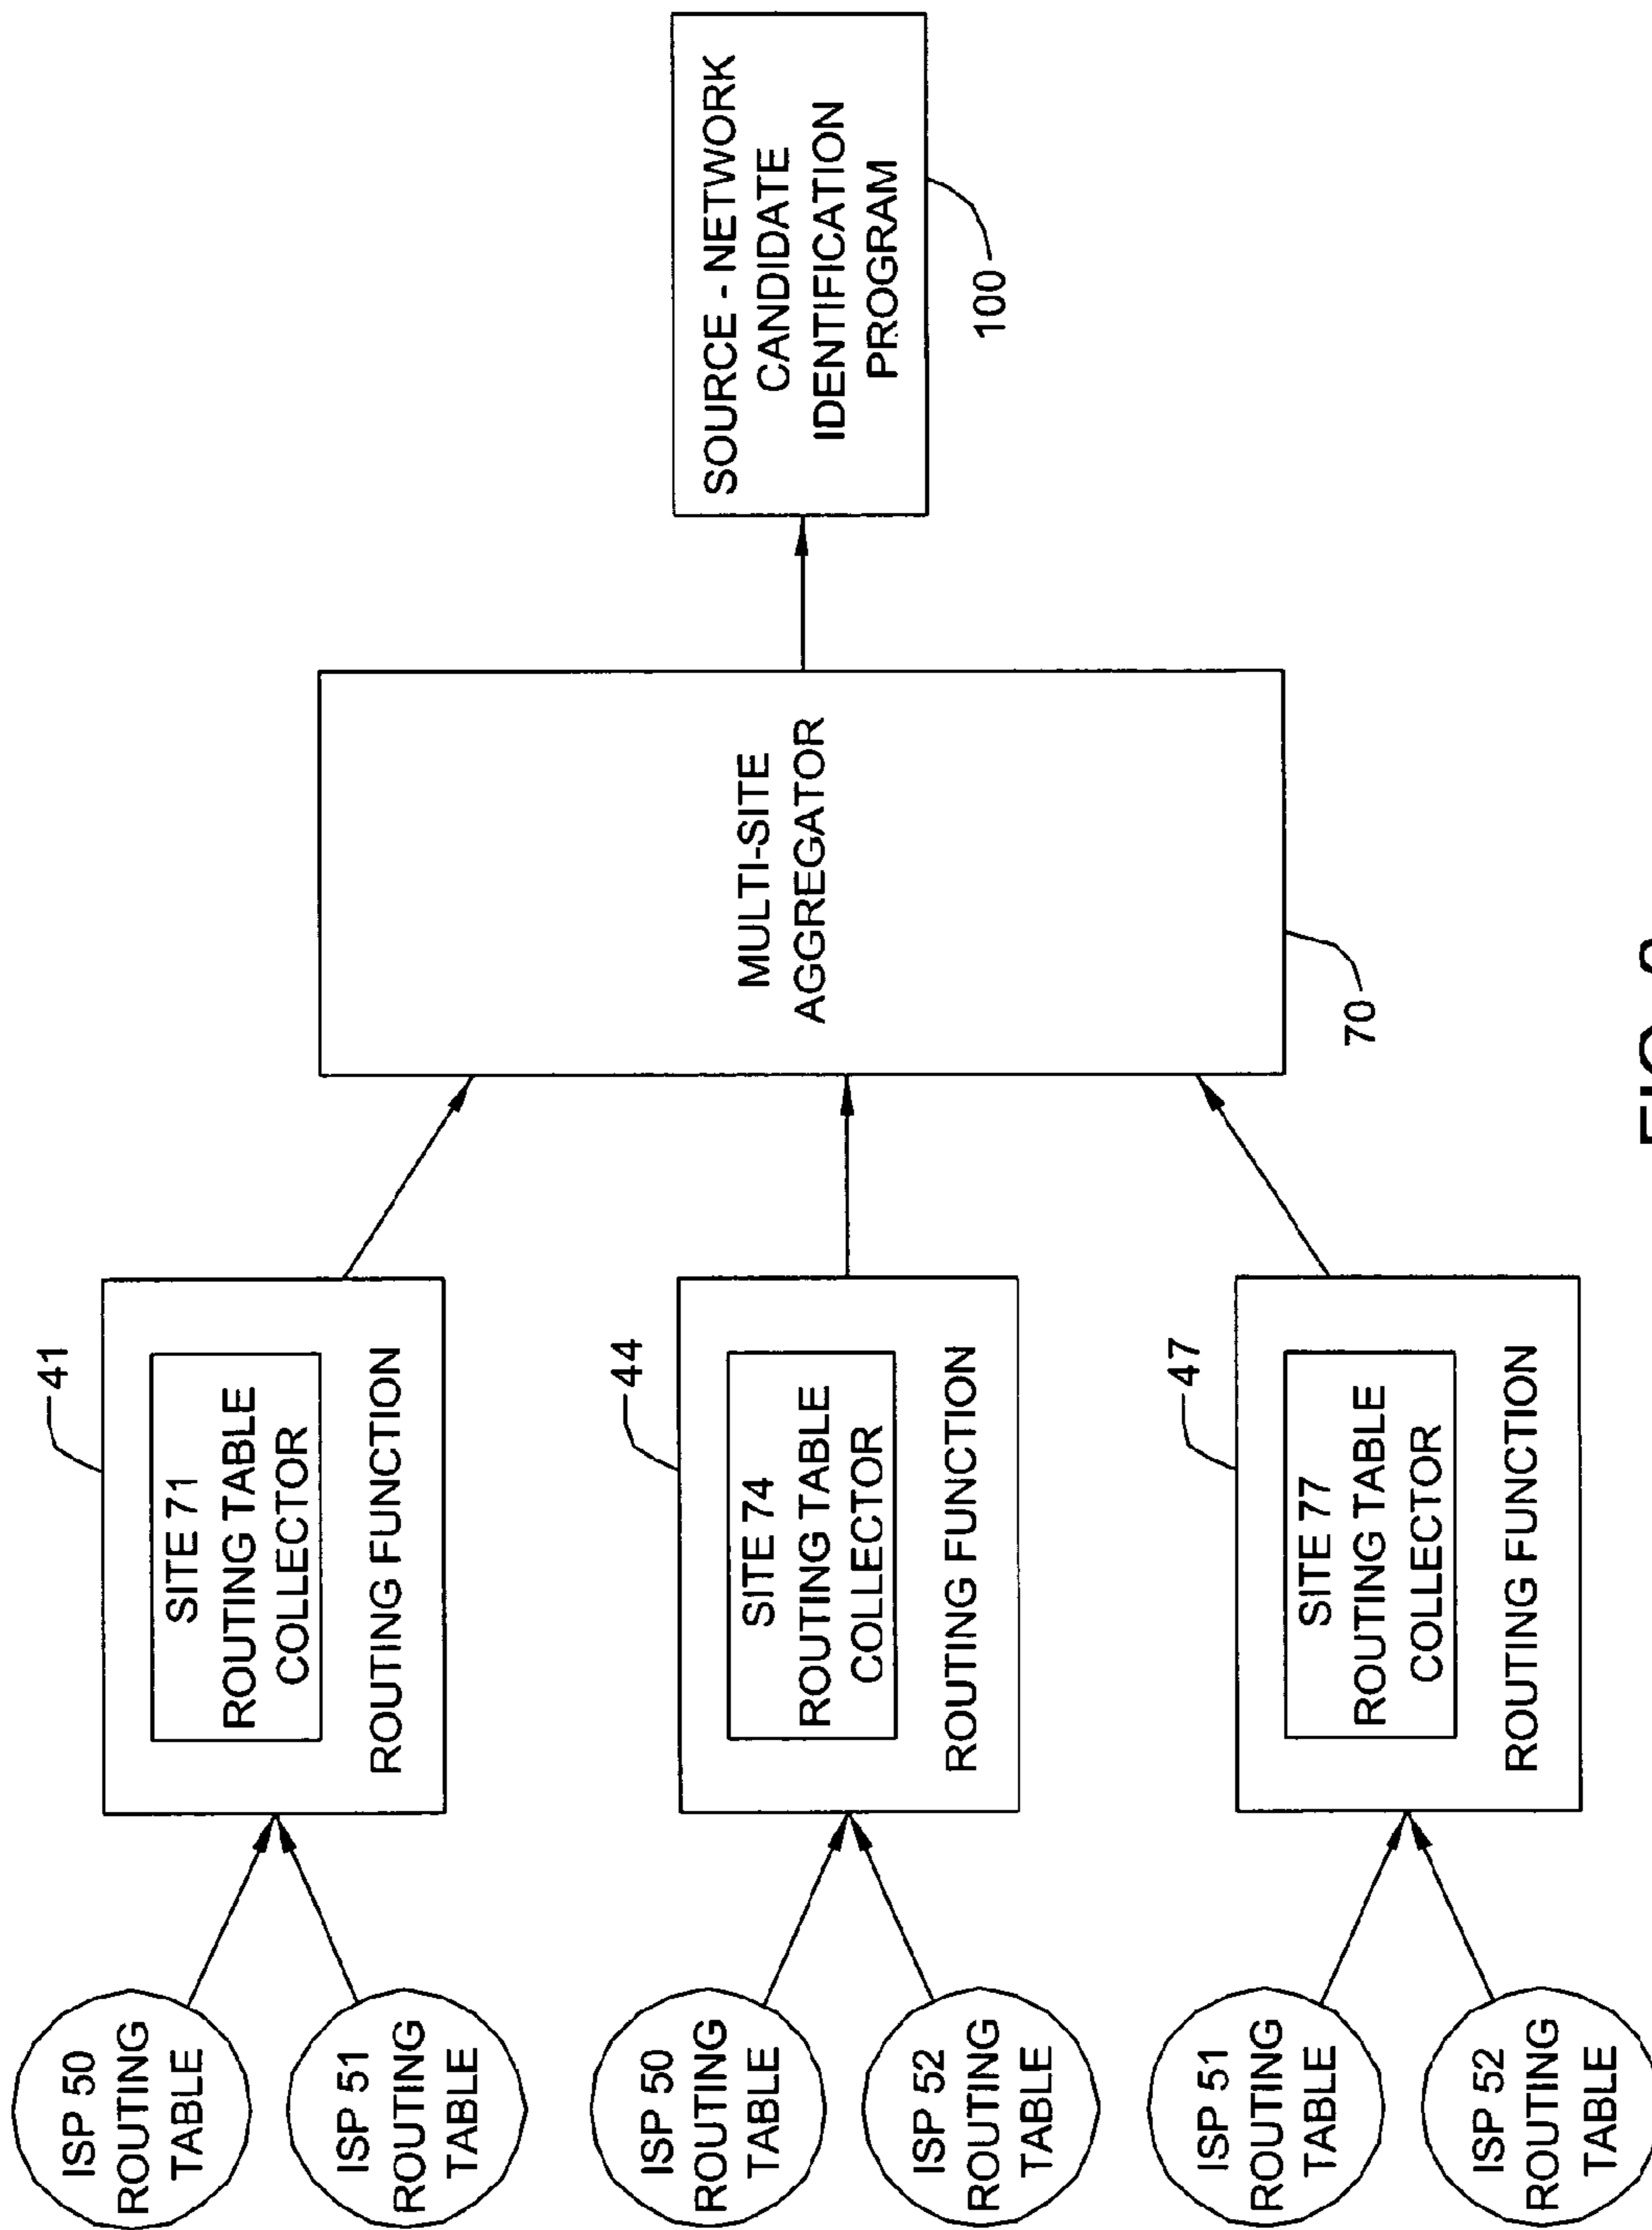 ISP 50
ROUTING
TABLE
ISP 51
ROUTING
TABLE
41
SITE 71
ROUTING TABLE
COLLECTOR
ROUTING FUNCTION
ISP 50
ROUTING
TABLE
ISP 52
ROUTING
TABLE
44
SITE 74
ROUTING TABLE
COLLECTOR
ROUTING FUNCTION
ISP 51
ROUTING
TABLE
ISP 52
ROUTING
TABLE
47
SITE 77
ROUTING TABLE
COLLECTOR
ROUTING FUNCTION
MULTI-SITE
AGGREGATOR
70
SOURCE - NETWORK
CANDIDATE
IDENTIFICATION
PROGRAM
100
FIG.